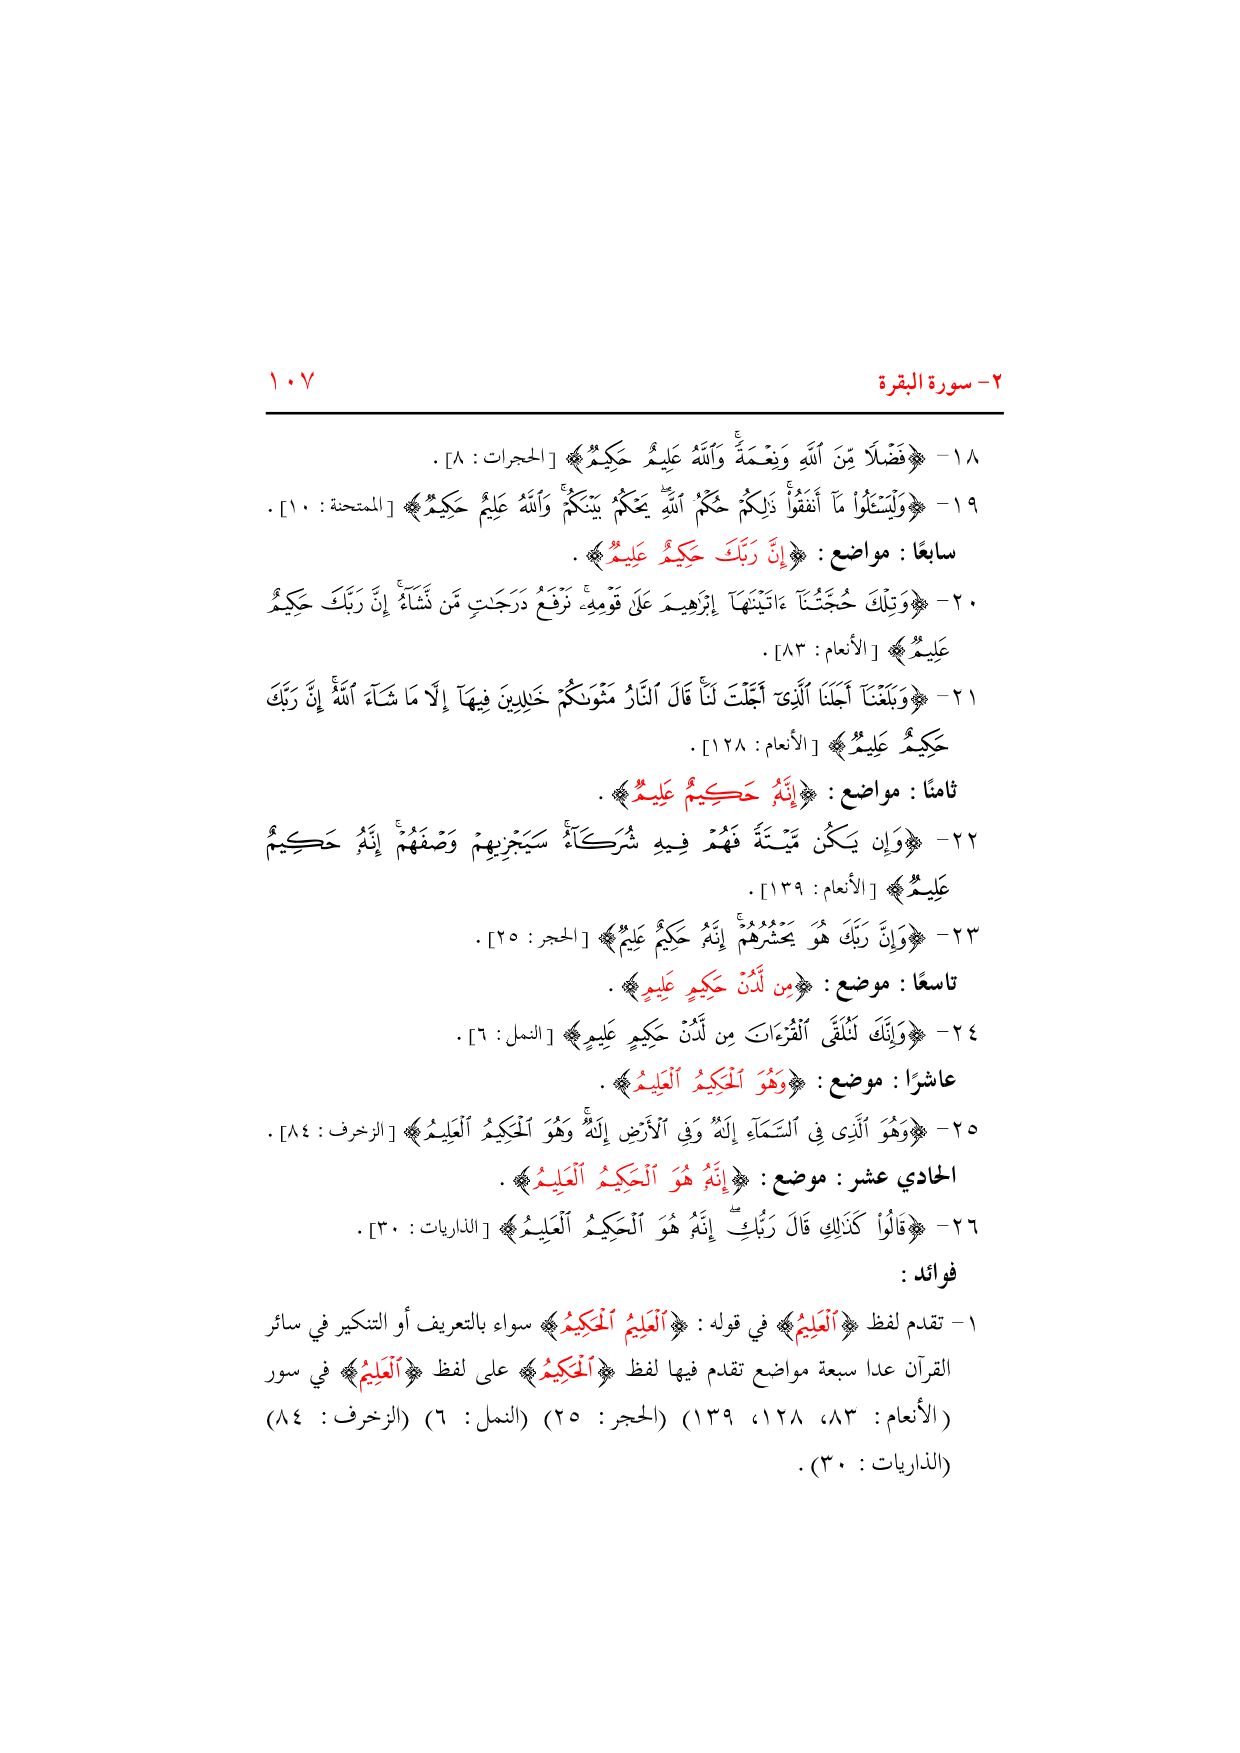 ٢- سورة البقرة ١٠٧
١٨- ﴿فَضْلًا مِّنَ ٱللَّهِ وَنِعْمَةًۚ وَٱللَّهُ عَلِيمٌ حَكِيمٌ﴾ [الحجرات: ٨].
١٩- ﴿وَلْيَسْـَٔلُوا۟ مَآ أَنفَقُوا۟ۚ ذَٰلِكُمْ حُكْمُ ٱللَّهِۖ يَحْكُمُ بَيْنَكُمْۚ وَٱللَّهُ عَلِيمٌ حَكِيمٌ﴾ [الممتحنة: ١٠].
سابعًا: مواضع: ﴿إِنَّ رَبَّكَ حَكِيمٌ عَلِيمٌ﴾.
٢٠- ﴿وَتِلْكَ حُجَّتُنَآ ءَاتَيْنَٰهَآ إِبْرَٰهِيمَ عَلَىٰ قَوْمِهِۦۚ نَرْفَعُ دَرَجَٰتٍ مَّن نَّشَآءُۚ إِنَّ رَبَّكَ حَكِيمٌ
عَلِيمٌ﴾ [الأنعام: ٨٣].
٢١- ﴿وَبَلَغْنَآ أَجَلَنَا ٱلَّذِىٓ أَجَّلْتَ لَنَاۚ قَالَ ٱلنَّارُ مَثْوَىٰكُمْ خَٰلِدِينَ فِيهَآ إِلَّا مَا شَآءَ ٱللَّهُۚ إِنَّ رَبَّكَ
حَكِيمٌ عَلِيمٌ﴾ [الأنعام: ١٢٨].
ثامنًا: مواضع: ﴿إِنَّهُۥ حَكِيمٌ عَلِيمٌ﴾.
٢٢- ﴿وَإِن يَكُن مَّيْتَةً فَهُمْ فِيهِ شُرَكَآءُۚ سَيَجْزِيهِمْ وَصْفَهُمْۚ إِنَّهُۥ حَكِيمٌ
عَلِيمٌ﴾ [الأنعام: ١٣٩].
٢٣- ﴿وَإِنَّ رَبَّكَ هُوَ يَحْشُرُهُمْۚ إِنَّهُۥ حَكِيمٌ عَلِيمٌ﴾ [الحجر: ٢٥].
تاسعًا: موضع: ﴿مِن لَّدُنْ حَكِيمٍ عَلِيمٍ﴾.
٢٤- ﴿وَإِنَّكَ لَتُلَقَّى ٱلْقُرْءَانَ مِن لَّدُنْ حَكِيمٍ عَلِيمٍ﴾ [النمل: ٦].
عاشرًا: موضع: ﴿وَهُوَ ٱلْحَكِيمُ ٱلْعَلِيمُ﴾.
٢٥- ﴿وَهُوَ ٱلَّذِى فِى ٱلسَّمَآءِ إِلَٰهٌ وَفِى ٱلْأَرْضِ إِلَٰهٌۚ وَهُوَ ٱلْحَكِيمُ ٱلْعَلِيمُ﴾ [الزخرف: ٨٤].
الحادي عشر: موضع: ﴿إِنَّهُۥ هُوَ ٱلْحَكِيمُ ٱلْعَلِيمُ﴾.
٢٦- ﴿قَالُوا۟ كَذَٰلِكِ قَالَ رَبُّكِۖ إِنَّهُۥ هُوَ ٱلْحَكِيمُ ٱلْعَلِيمُ﴾ [الذاريات: ٣٠].
فوائد:
١- تقدم لفظ ﴿ٱلْعَلِيمُ﴾ في قوله: ﴿ٱلْعَلِيمُ ٱلْحَكِيمُ﴾ سواء بالتعريف أو التنكير في سائر
القرآن عدا سبعة مواضع تقدم فيها لفظ ﴿ٱلْحَكِيمُ﴾ على لفظ ﴿ٱلْعَلِيمُ﴾ في سور
(الأنعام: ٨٣، ١٢٨، ١٣٩) (الحجر: ٢٥) (النمل: ٦) (الزخرف: ٨٤)
(الذاريات: ٣٠).